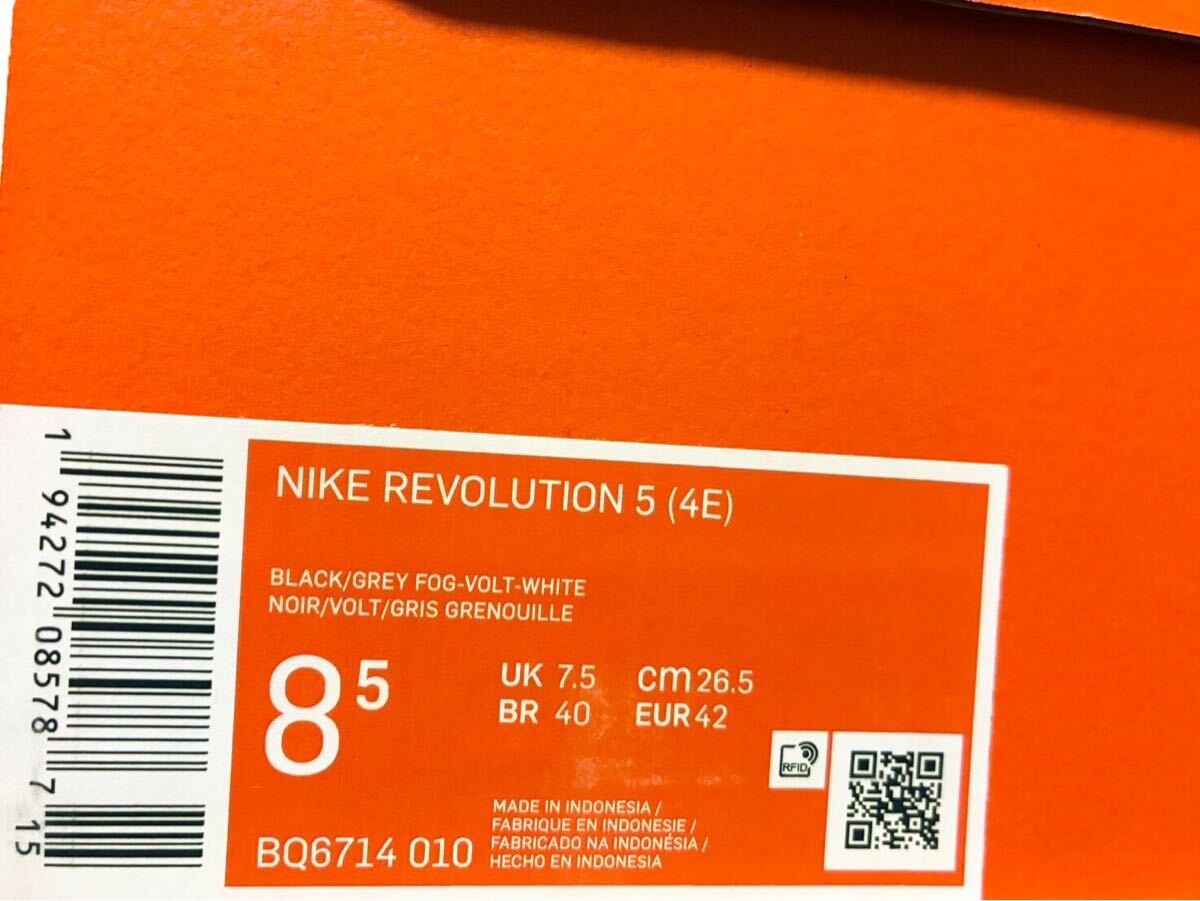 NIKE REVOLUTION 5 (4E)
BLACK/GREY FOG-VOLT-WHITE
NOIR/VOLT/GRIS GRENOUILLE
8 5
UK 7.5 cm 26.5
BR 40 EUR 42
RFID
MADE IN INDONESIA /
FABRIQUE EN INDONESIE /
FABRICADO NA INDONÉSIA /
HECHO EN INDONESIA
BQ6714 010
1 94272 08578 7 15